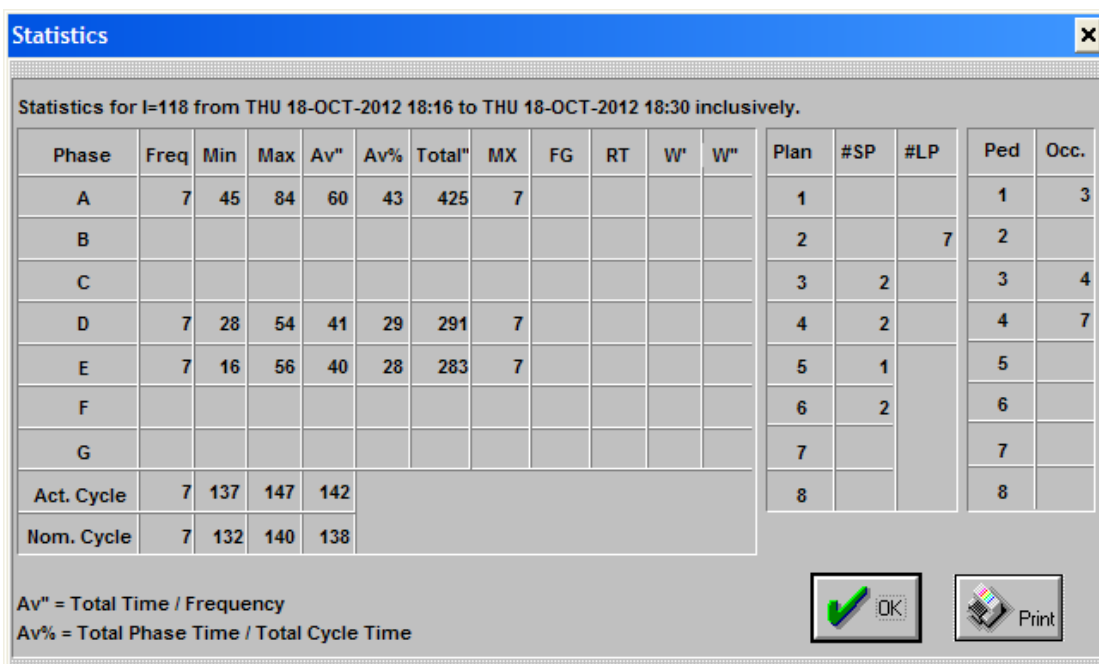 Statistics
Statistics for I=118 from THU 18-OCT-2012 18:16 to THU 18-OCT-2012 18:30 inclusively.
Phase Freq Min Max Av" Av% Total" MX FG RT W' W" Plan #SP #LP Ped Occ.
A 7 45 84 60 43 425 7 1 1 3
B 2 7 2
C 3 2 3 4
D 7 28 54 41 29 291 7 4 2 4 7
E 7 16 56 40 28 283 7 5 1 5
F 6 2 6
G 7 7
Act. Cycle 7 137 147 142 8 8
Nom. Cycle 7 132 140 138
Av" = Total Time / Frequency
Av% = Total Phase Time / Total Cycle Time
OK Print